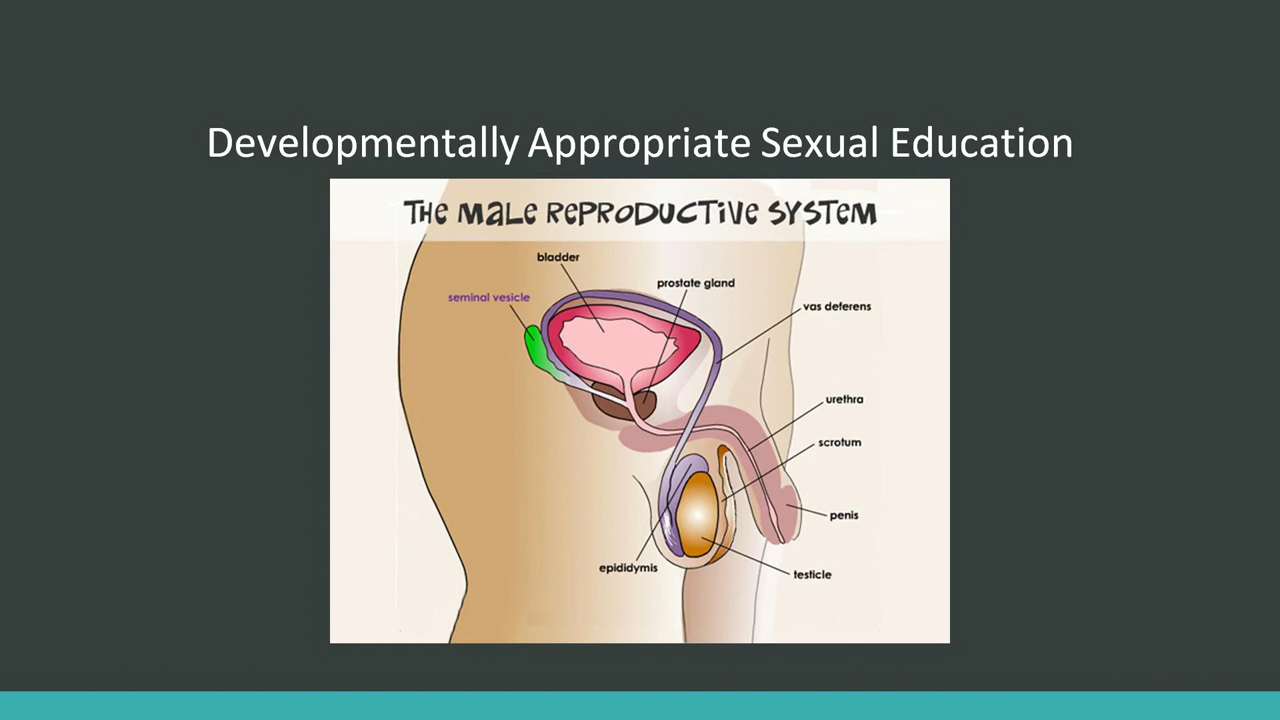 Developmentally Appropriate Sexual Education
THE MALE REPRODUCTIVE SYSTEM
bladder
prostate gland
seminal vesicle
vas deferens
urethra
scrotum
penis
epididymis
testicle